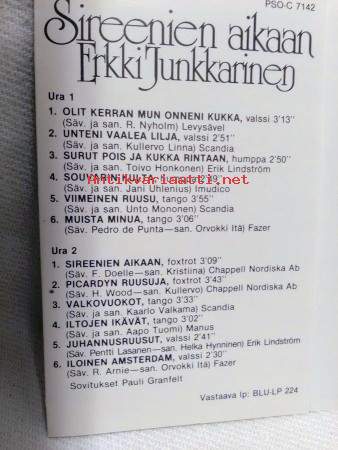 PSO-C 7142
Sireenien aikaan
Erkki Junkkarinen
Ura 1
1. OLIT KERRAN MUN ONNENI KUKKA, valssi 3'13"
(Säv. ja san. R. Nyholm) Levysävel
2. UNTENI VAALEA LILJA, valssi 2'51"
(Säv. ja san. Kullervo Linna) Scandia
3. SURUT POIS JA KUKKA RINTAAN, humppa 2'50"
(Säv. ja san. Toivo Honkonen) Erik Lindström
4. SOUVARIN KULTA,
(Säv. ja san. Jani Uhlenius) Imudico
Antikvariaatti.net
5. VIIMEINEN RUUSU, tango 3'55"
(Säv. ja san. Unto Mononen) Scandia
6. MUISTA MINUA, tango 3'06"
(Säv. Pedro de Punta—san. Orvokki Itä) Fazer
Ura 2
1. SIREENIEN AIKAAN, foxtrot 3'09"
(Säv. F. Doelle—san. Kristiina) Chappell Nordiska Ab
2. PICARDYN RUUSUJA, foxtrot 3'43"
(Säv. H. Wood—san. Kullervo) Chappell Nordiska Ab
3. VALKOVUOKOT, tango 3'33"
(Säv. ja san. Kaarlo Valkama) Scandia
4. ILTOJEN IKÄVÄT, tango 3'02"
(Säv. ja san. Aapo Tuomi) Manus
5. JUHANNUSRUUSUT, valssi 2'41"
(Säv. Pentti Lasanen—san. Helka Hynninen) Erik Lindström
6. ILOINEN AMSTERDAM, valssi 2'30"
(Säv. R. Arnie—san. Orvokki Itä) Fazer
Sovitukset Pauli Granfelt
Vastaava lp: BLU-LP 224